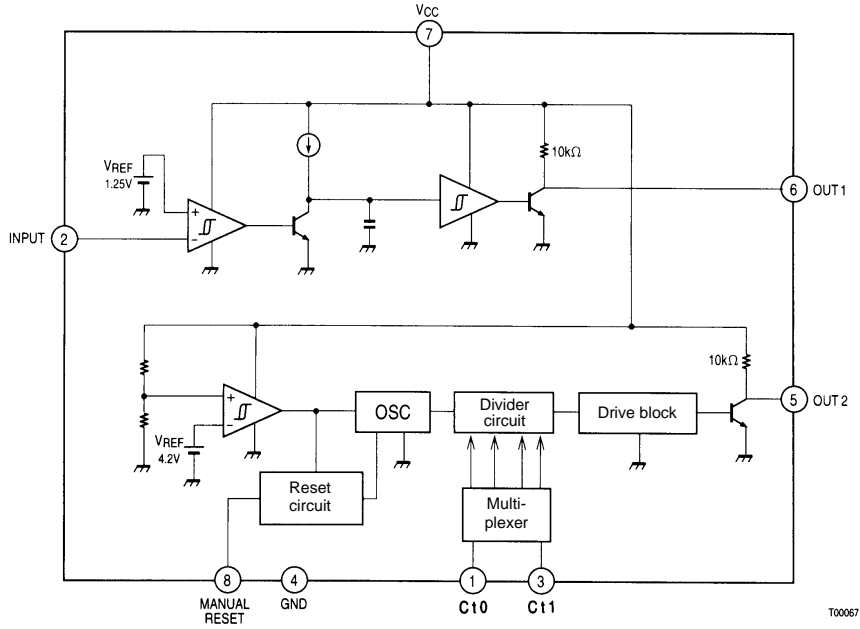 VCC
7
VREF
1.25V
10kΩ
6 OUT 1
INPUT 2
+
−
10kΩ
5 OUT 2
+
−
VREF
4.2V
OSC
Divider
circuit
Drive block
Reset
circuit
Multi-
plexer
8
4
1
3
MANUAL
RESET
GND
Ct0
Ct1
T00067